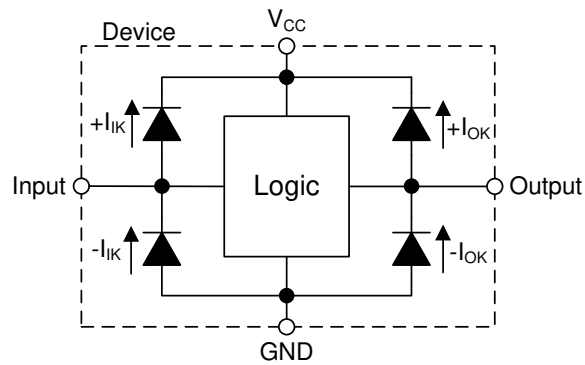 Device
VCC
+IIK
+IOK
Input
Logic
Output
-IIK
-IOK
GND